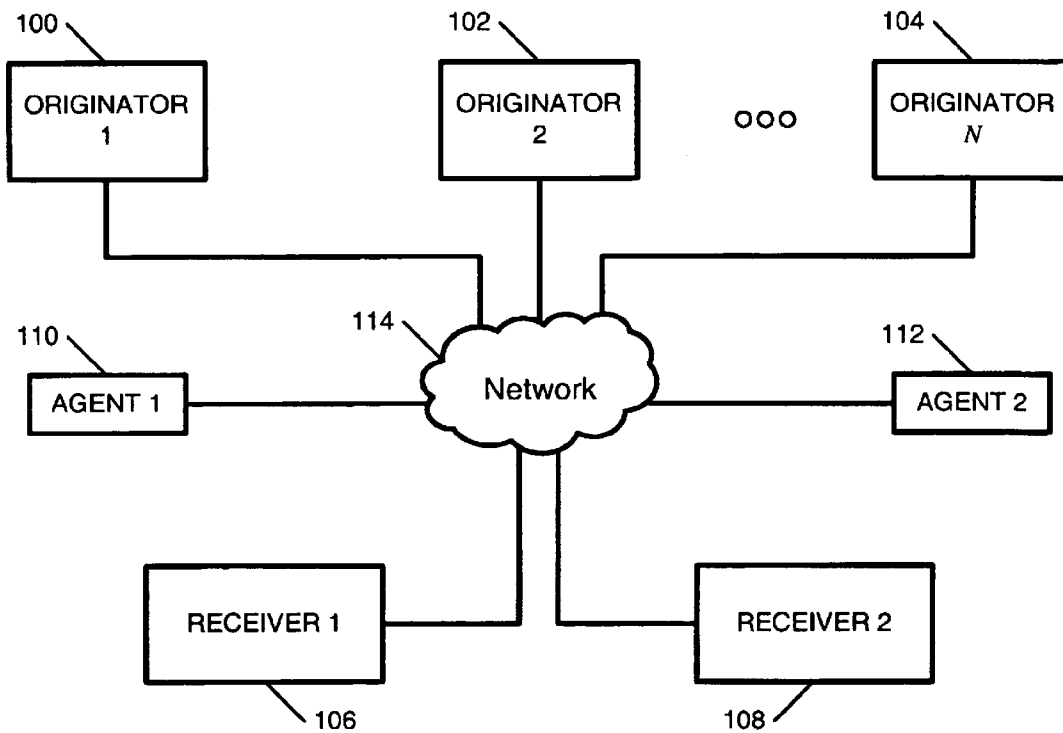 100
102
104
ORIGINATOR
1
ORIGINATOR
2
ooo
ORIGINATOR
N
110
114
112
AGENT 1
Network
AGENT 2
RECEIVER 1
RECEIVER 2
106
108